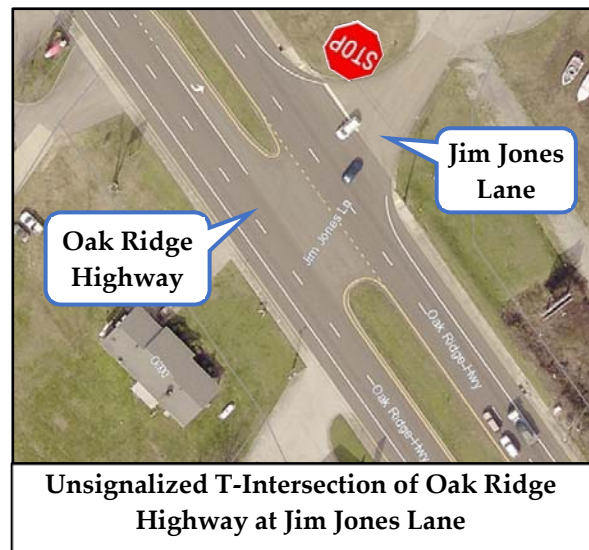 STOP
Jim Jones
Lane
Oak Ridge
Highway
Jim Jones Ln
Oak Ridge Hwy
Oak Ridge Hwy
Unsignalized T-Intersection of Oak Ridge
Highway at Jim Jones Lane